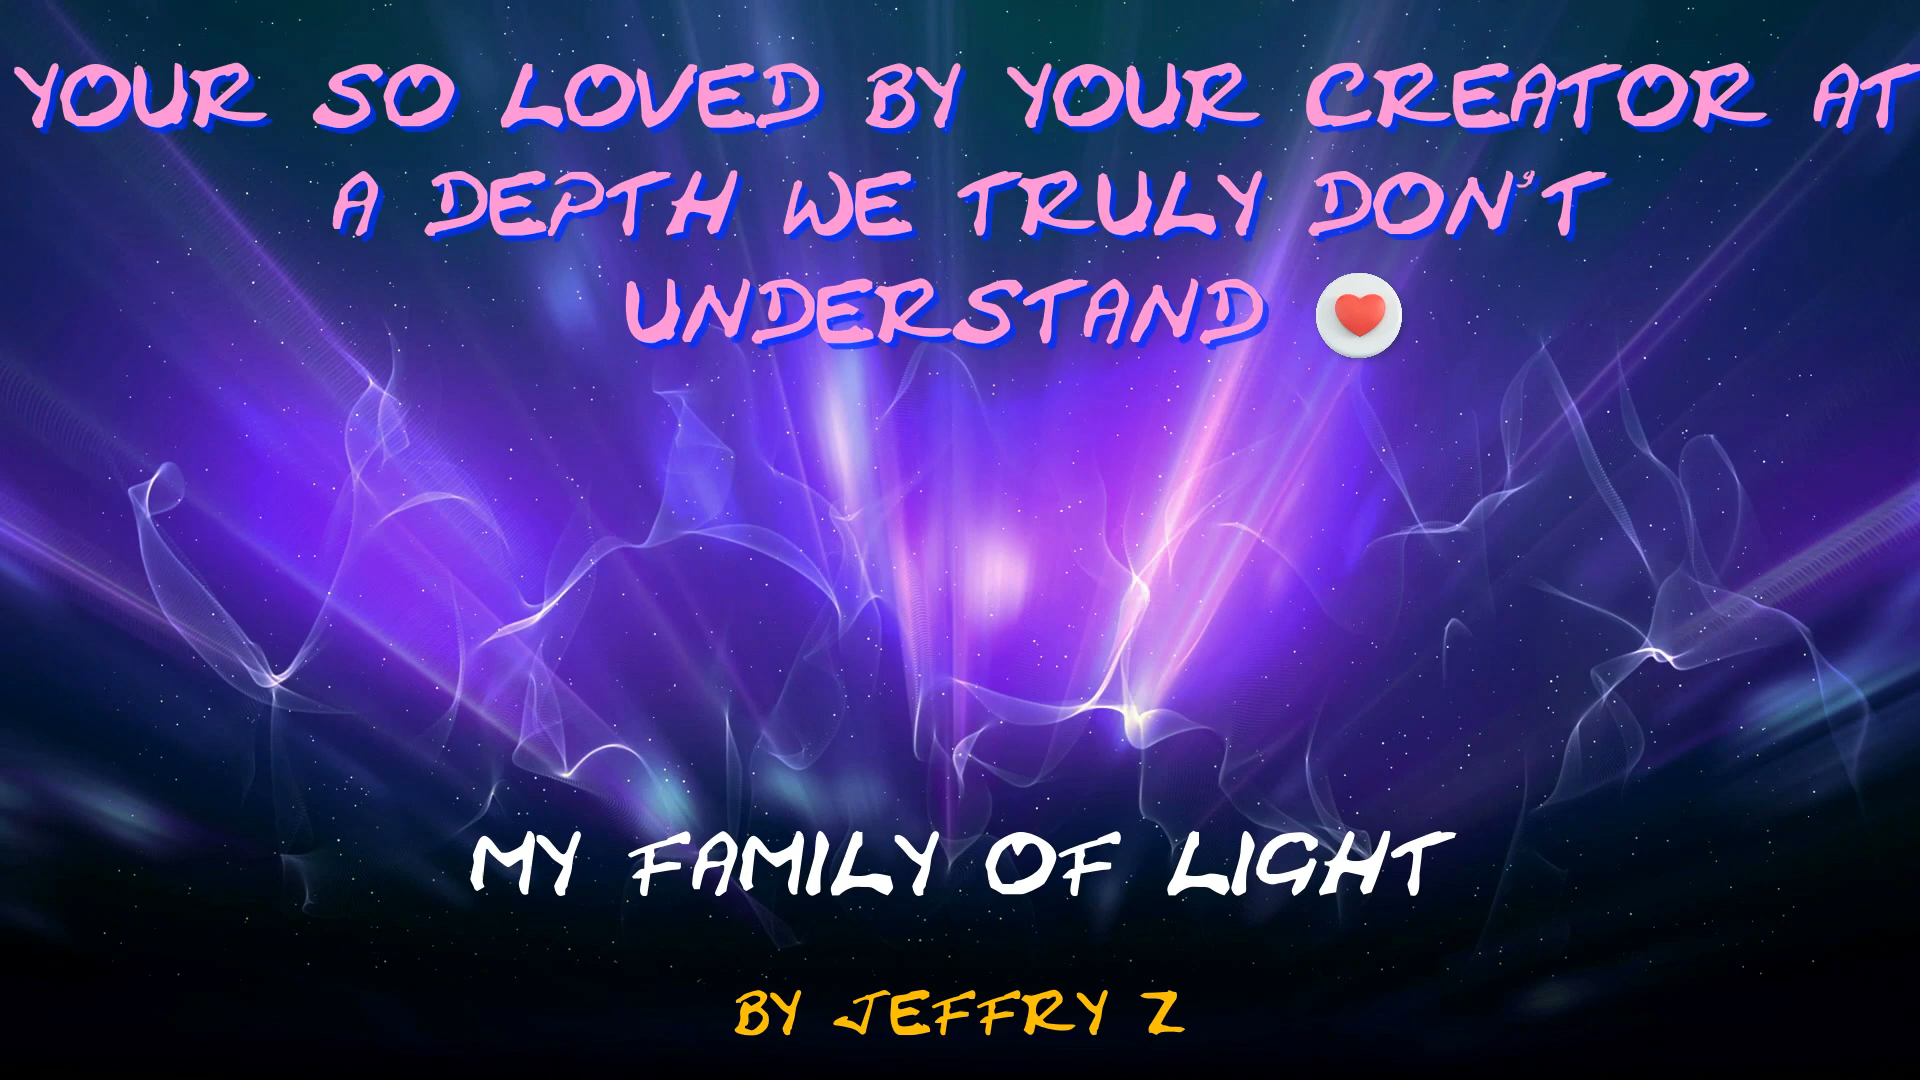 YOUR SO LOVED BY YOUR CREATOR AT
A DEPTH WE TRULY DON'T
UNDERSTAND
MY FAMILY OF LIGHT
BY JEFFRY Z